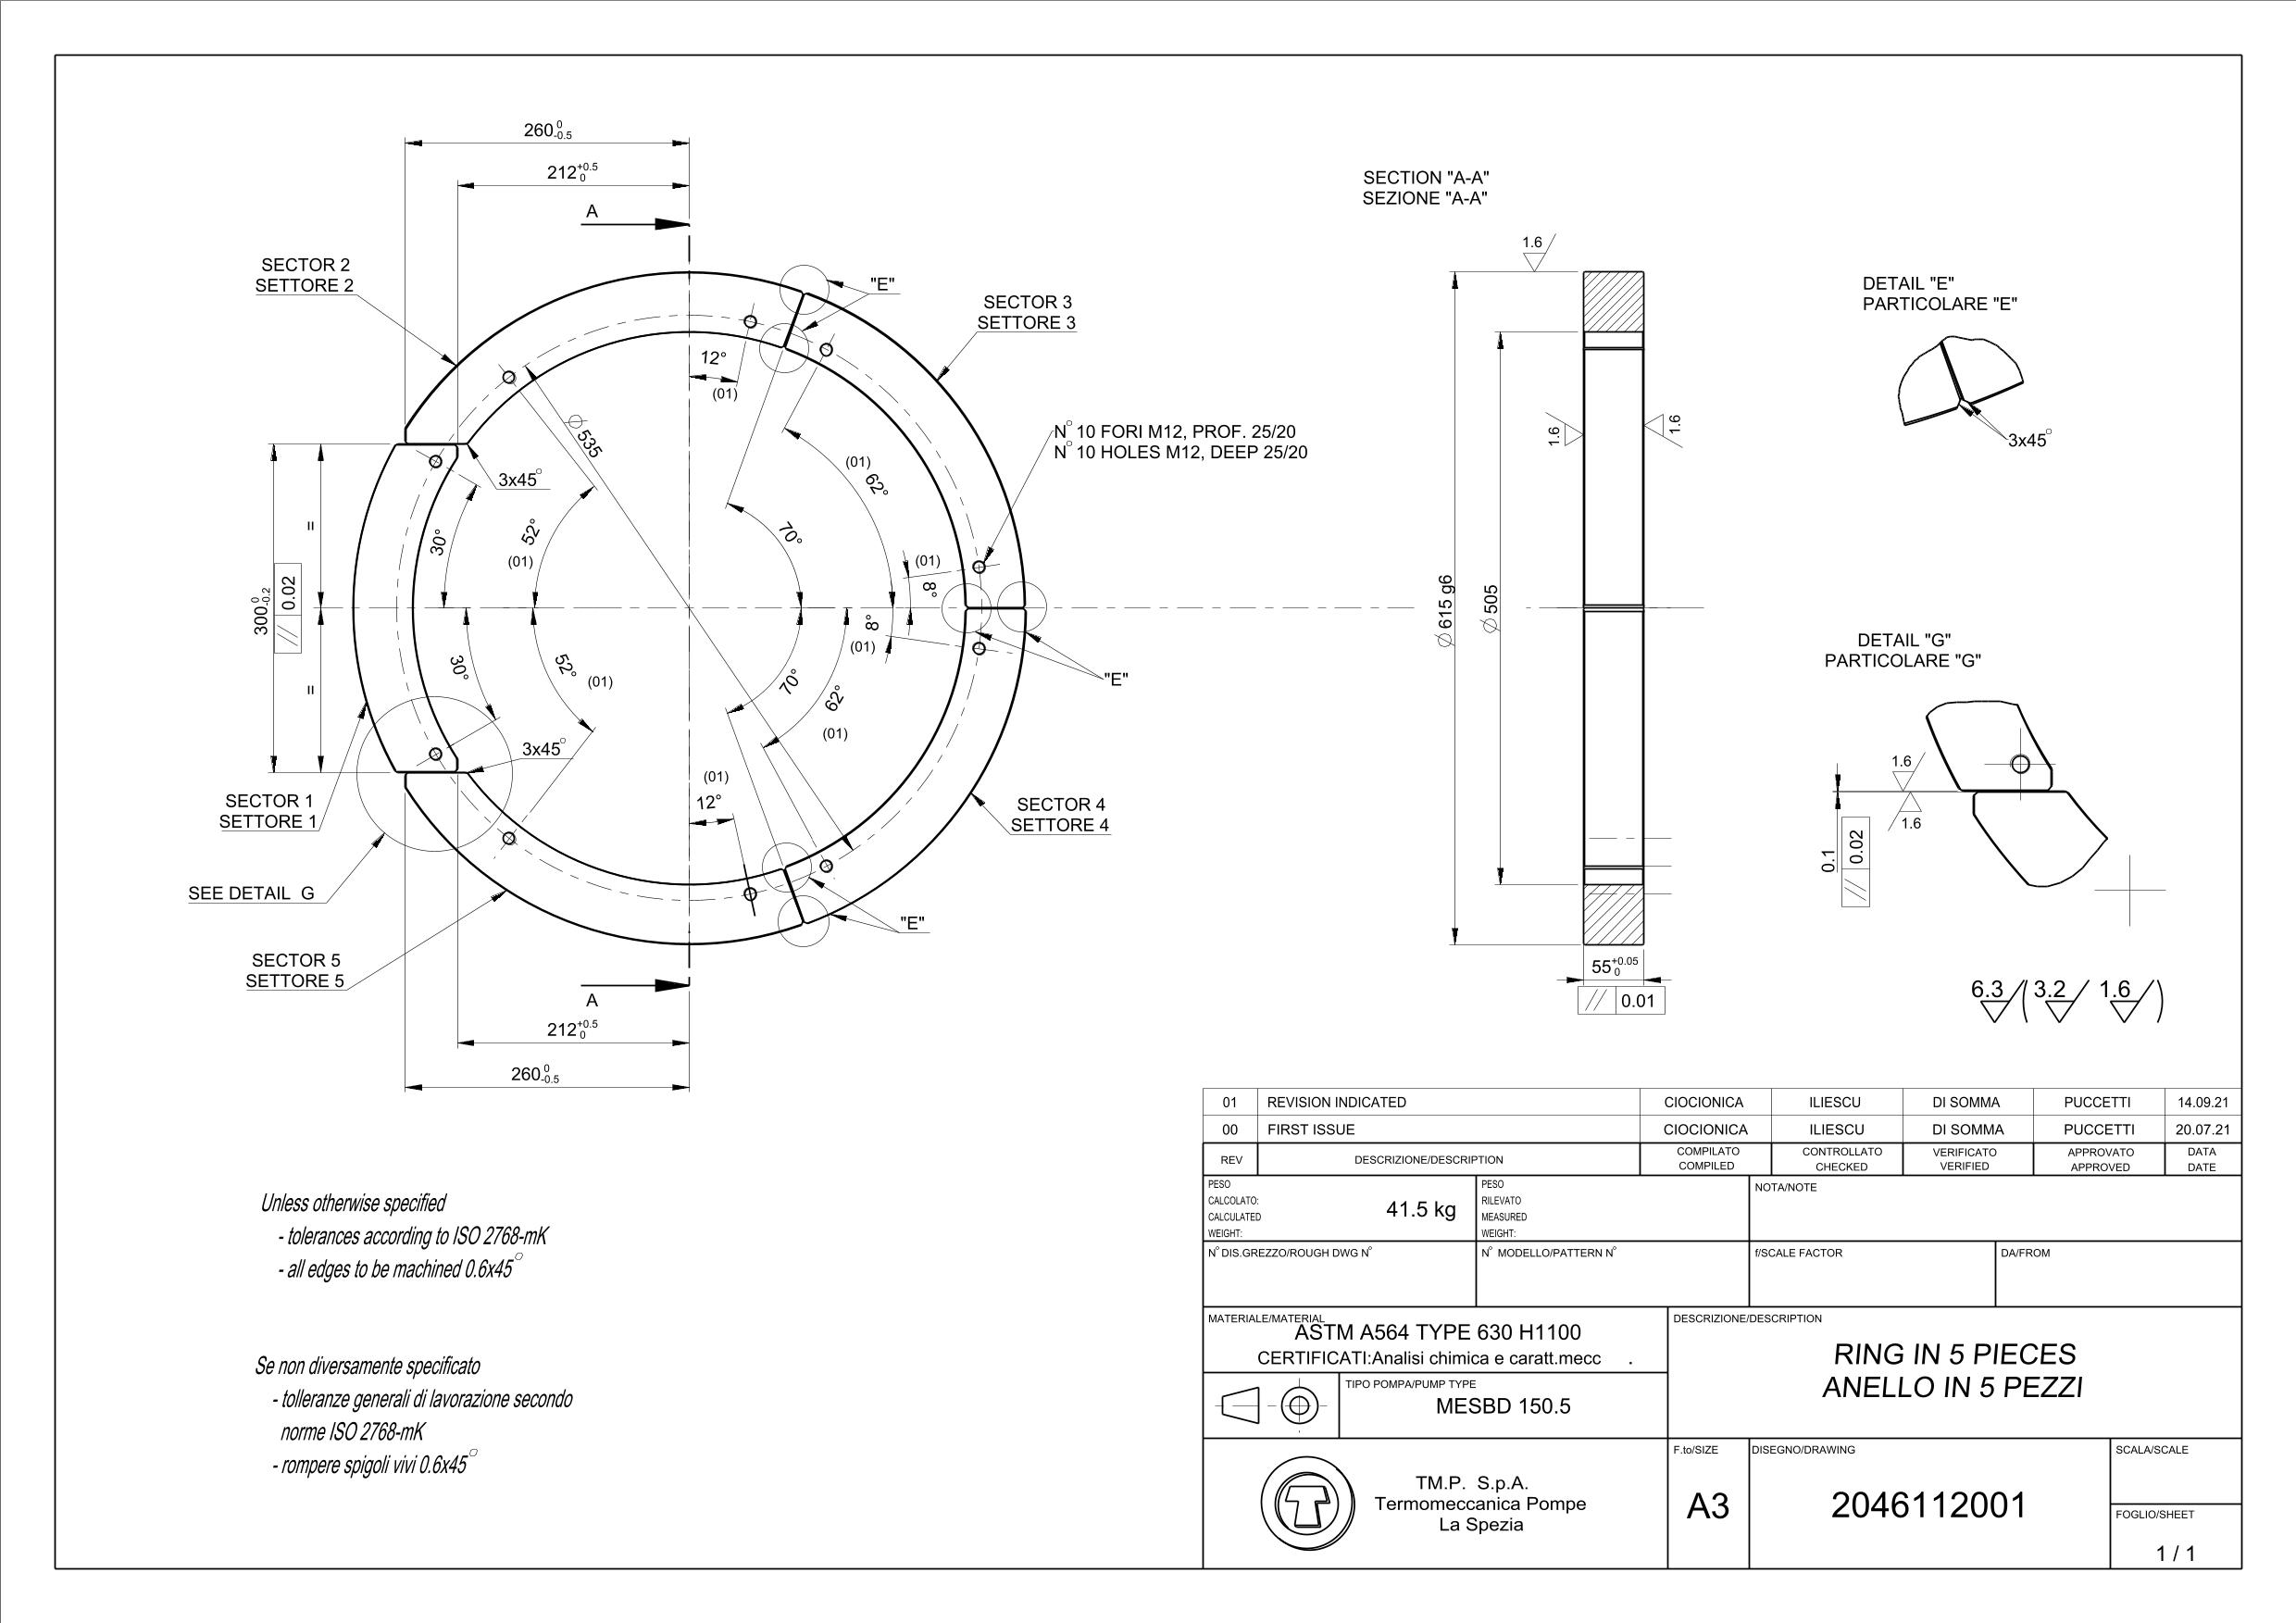 260 0 -0.5
212 +0.5 0
A
SECTOR 2
SETTORE 2
"E"
SECTOR 3
SETTORE 3
12°
(01)
⌀ 535
N° 10 FORI M12, PROF. 25/20
N° 10 HOLES M12, DEEP 25/20
(01)
62°
3x45°
30°
52°
(01)
70°
(01)
8°
=
300 0 -0.2
// 0.02
8°
(01)
30°
52°
(01)
70°
62°
(01)
=
"E"
3x45°
(01)
12°
SECTOR 1
SETTORE 1
SECTOR 4
SETTORE 4
SEE DETAIL G
"E"
SECTOR 5
SETTORE 5
A
212 +0.5 0
260 0 -0.5
SECTION "A-A"
SEZIONE "A-A"
1.6
1.6
1.6
⌀ 615 g6
⌀ 505
55 +0.05 0
// 0.01
DETAIL "E"
PARTICOLARE "E"
3x45°
DETAIL "G"
PARTICOLARE "G"
1.6
1.6
0.1
// 0.02
6.3 ( 3.2 1.6 )
Unless otherwise specified
- tolerances according to ISO 2768-mK
- all edges to be machined 0.6x45°
Se non diversamente specificato
- tolleranze generali di lavorazione secondo
norme ISO 2768-mK
- rompere spigoli vivi 0.6x45°
01 REVISION INDICATED CIOCIONICA ILIESCU DI SOMMA PUCCETTI 14.09.21
00 FIRST ISSUE CIOCIONICA ILIESCU DI SOMMA PUCCETTI 20.07.21
REV DESCRIZIONE/DESCRIPTION COMPILATO CONTROLLATO VERIFICATO APPROVATO DATA
COMPILED CHECKED VERIFIED APPROVED DATE
PESO
CALCOLATO:
CALCULATED
WEIGHT:
41.5 kg
PESO
RILEVATO
MEASURED
WEIGHT:
NOTA/NOTE
N° DIS.GREZZO/ROUGH DWG N°
N° MODELLO/PATTERN N°
f/SCALE FACTOR
DA/FROM
MATERIALE/MATERIAL
ASTM A564 TYPE 630 H1100
CERTIFICATI:Analisi chimica e caratt.mecc .
DESCRIZIONE/DESCRIPTION
RING IN 5 PIECES
ANELLO IN 5 PEZZI
TIPO POMPA/PUMP TYPE
MESBD 150.5
TM.P. S.p.A.
Termomeccanica Pompe
La Spezia
F.to/SIZE
A3
DISEGNO/DRAWING
2046112001
SCALA/SCALE
FOGLIO/SHEET
1 / 1